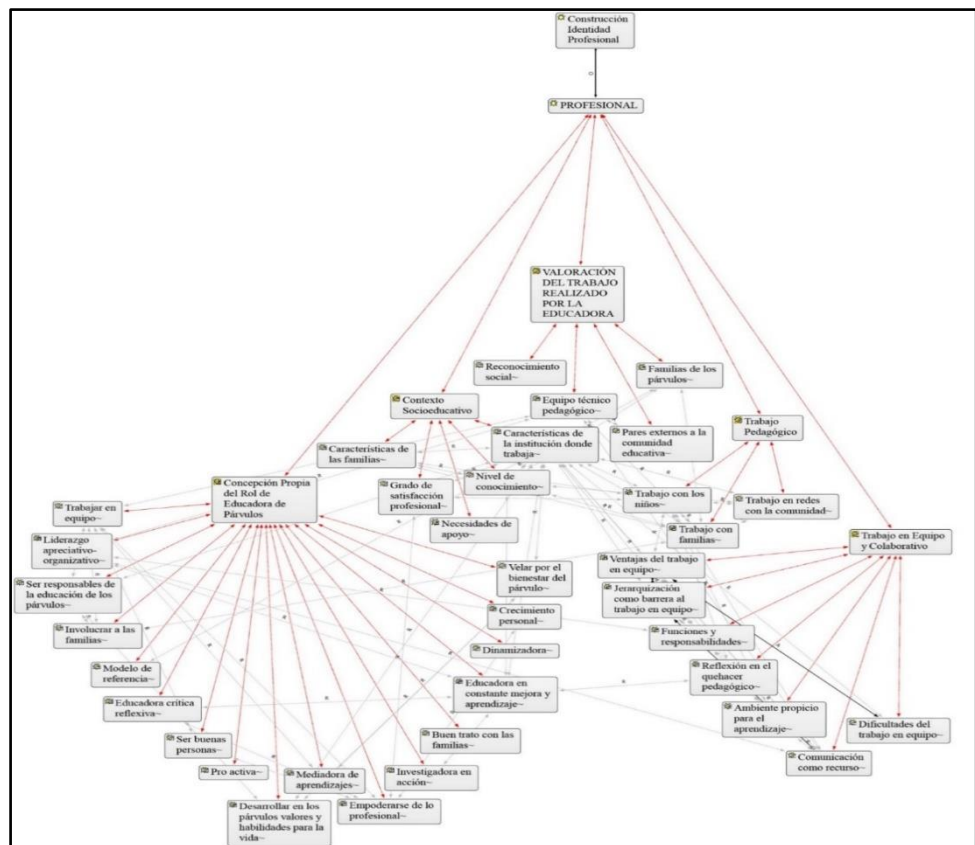 Construcción
Identidad
Profesional
PROFESIONAL
VALORACIÓN
DEL TRABAJO
REALIZADO
POR LA
EDUCADORA
Reconocimiento
social~
Familias de los
párvulos~
Contexto
Socioeducativo
Equipo técnico
pedagógico~
Trabajo
Pedagógico
Características de
las familias~
Características de
la institución donde
trabaja~
Pares externos a la
comunidad
educativa~
Concepción Propia
del Rol de
Educadora de
Párvulos
Grado de
satisfacción
profesional~
Nivel de
conocimiento~
Trabajo con los
niños~
Trabajo en redes
con la comunidad~
Trabajar en
equipo~
Necesidades de
apoyo~
Trabajo con
familias~
Trabajo en Equipo
y Colaborativo
Liderazgo
apreciativo-
organizativo~
Ventajas del trabajo
en equipo~
Velar por el
bienestar del
párvulo~
Ser responsables de
la educación de los
párvulos~
Jerarquización
como barrera al
trabajo en equipo~
Crecimiento
personal~
Involucrar a las
familias~
Funciones y
responsabilidades~
Dinamizadora~
Modelo de
referencia~
Reflexión en el
quehacer
pedagógico~
Educadora en
constante mejora y
aprendizaje~
Educadora crítica
reflexiva~
Ambiente propicio
para el
aprendizaje~
Dificultades del
trabajo en equipo~
Ser buenas
personas~
Buen trato con las
familias~
Comunicación
como recurso~
Pro activa~
Mediadora de
aprendizajes~
Investigadora en
acción~
Desarrollar en los
párvulos valores y
habilidades para la
vida~
Empoderarse de lo
profesional~